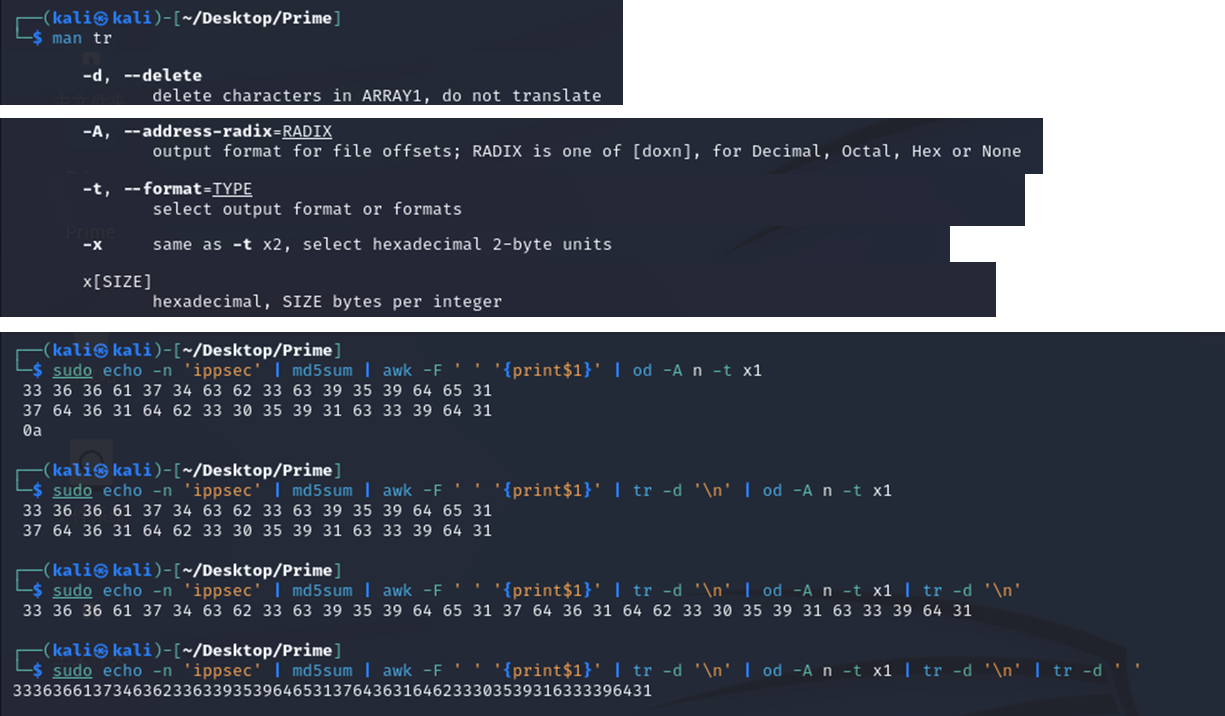 ┌──(kali㉿kali)-[~/Desktop/Prime]
└─$ man tr
-d, --delete
delete characters in ARRAY1, do not translate
-A, --address-radix=RADIX
output format for file offsets; RADIX is one of [doxn], for Decimal, Octal, Hex or None
-t, --format=TYPE
select output format or formats
Prime
-x same as -t x2, select hexadecimal 2-byte units
x[SIZE]
hexadecimal, SIZE bytes per integer
┌──(kali㉿kali)-[~/Desktop/Prime]
└─$ sudo echo -n 'ippsec' | md5sum | awk -F ' ' '{print$1}' | od -A n -t x1
33 36 36 61 37 34 63 62 33 63 39 35 39 64 65 31
37 64 36 31 64 62 33 30 35 39 31 63 33 39 64 31
0a
┌──(kali㉿kali)-[~/Desktop/Prime]
└─$ sudo echo -n 'ippsec' | md5sum | awk -F ' ' '{print$1}' | tr -d '\n' | od -A n -t x1
33 36 36 61 37 34 63 62 33 63 39 35 39 64 65 31
37 64 36 31 64 62 33 30 35 39 31 63 33 39 64 31
┌──(kali㉿kali)-[~/Desktop/Prime]
└─$ sudo echo -n 'ippsec' | md5sum | awk -F ' ' '{print$1}' | tr -d '\n' | od -A n -t x1 | tr -d '\n'
33 36 36 61 37 34 63 62 33 63 39 35 39 64 65 31 37 64 36 31 64 62 33 30 35 39 31 63 33 39 64 31
┌──(kali㉿kali)-[~/Desktop/Prime]
└─$ sudo echo -n 'ippsec' | md5sum | awk -F ' ' '{print$1}' | tr -d '\n' | od -A n -t x1 | tr -d '\n' | tr -d ' '
3336366137346362336339353964653137643631646233303539316333396431